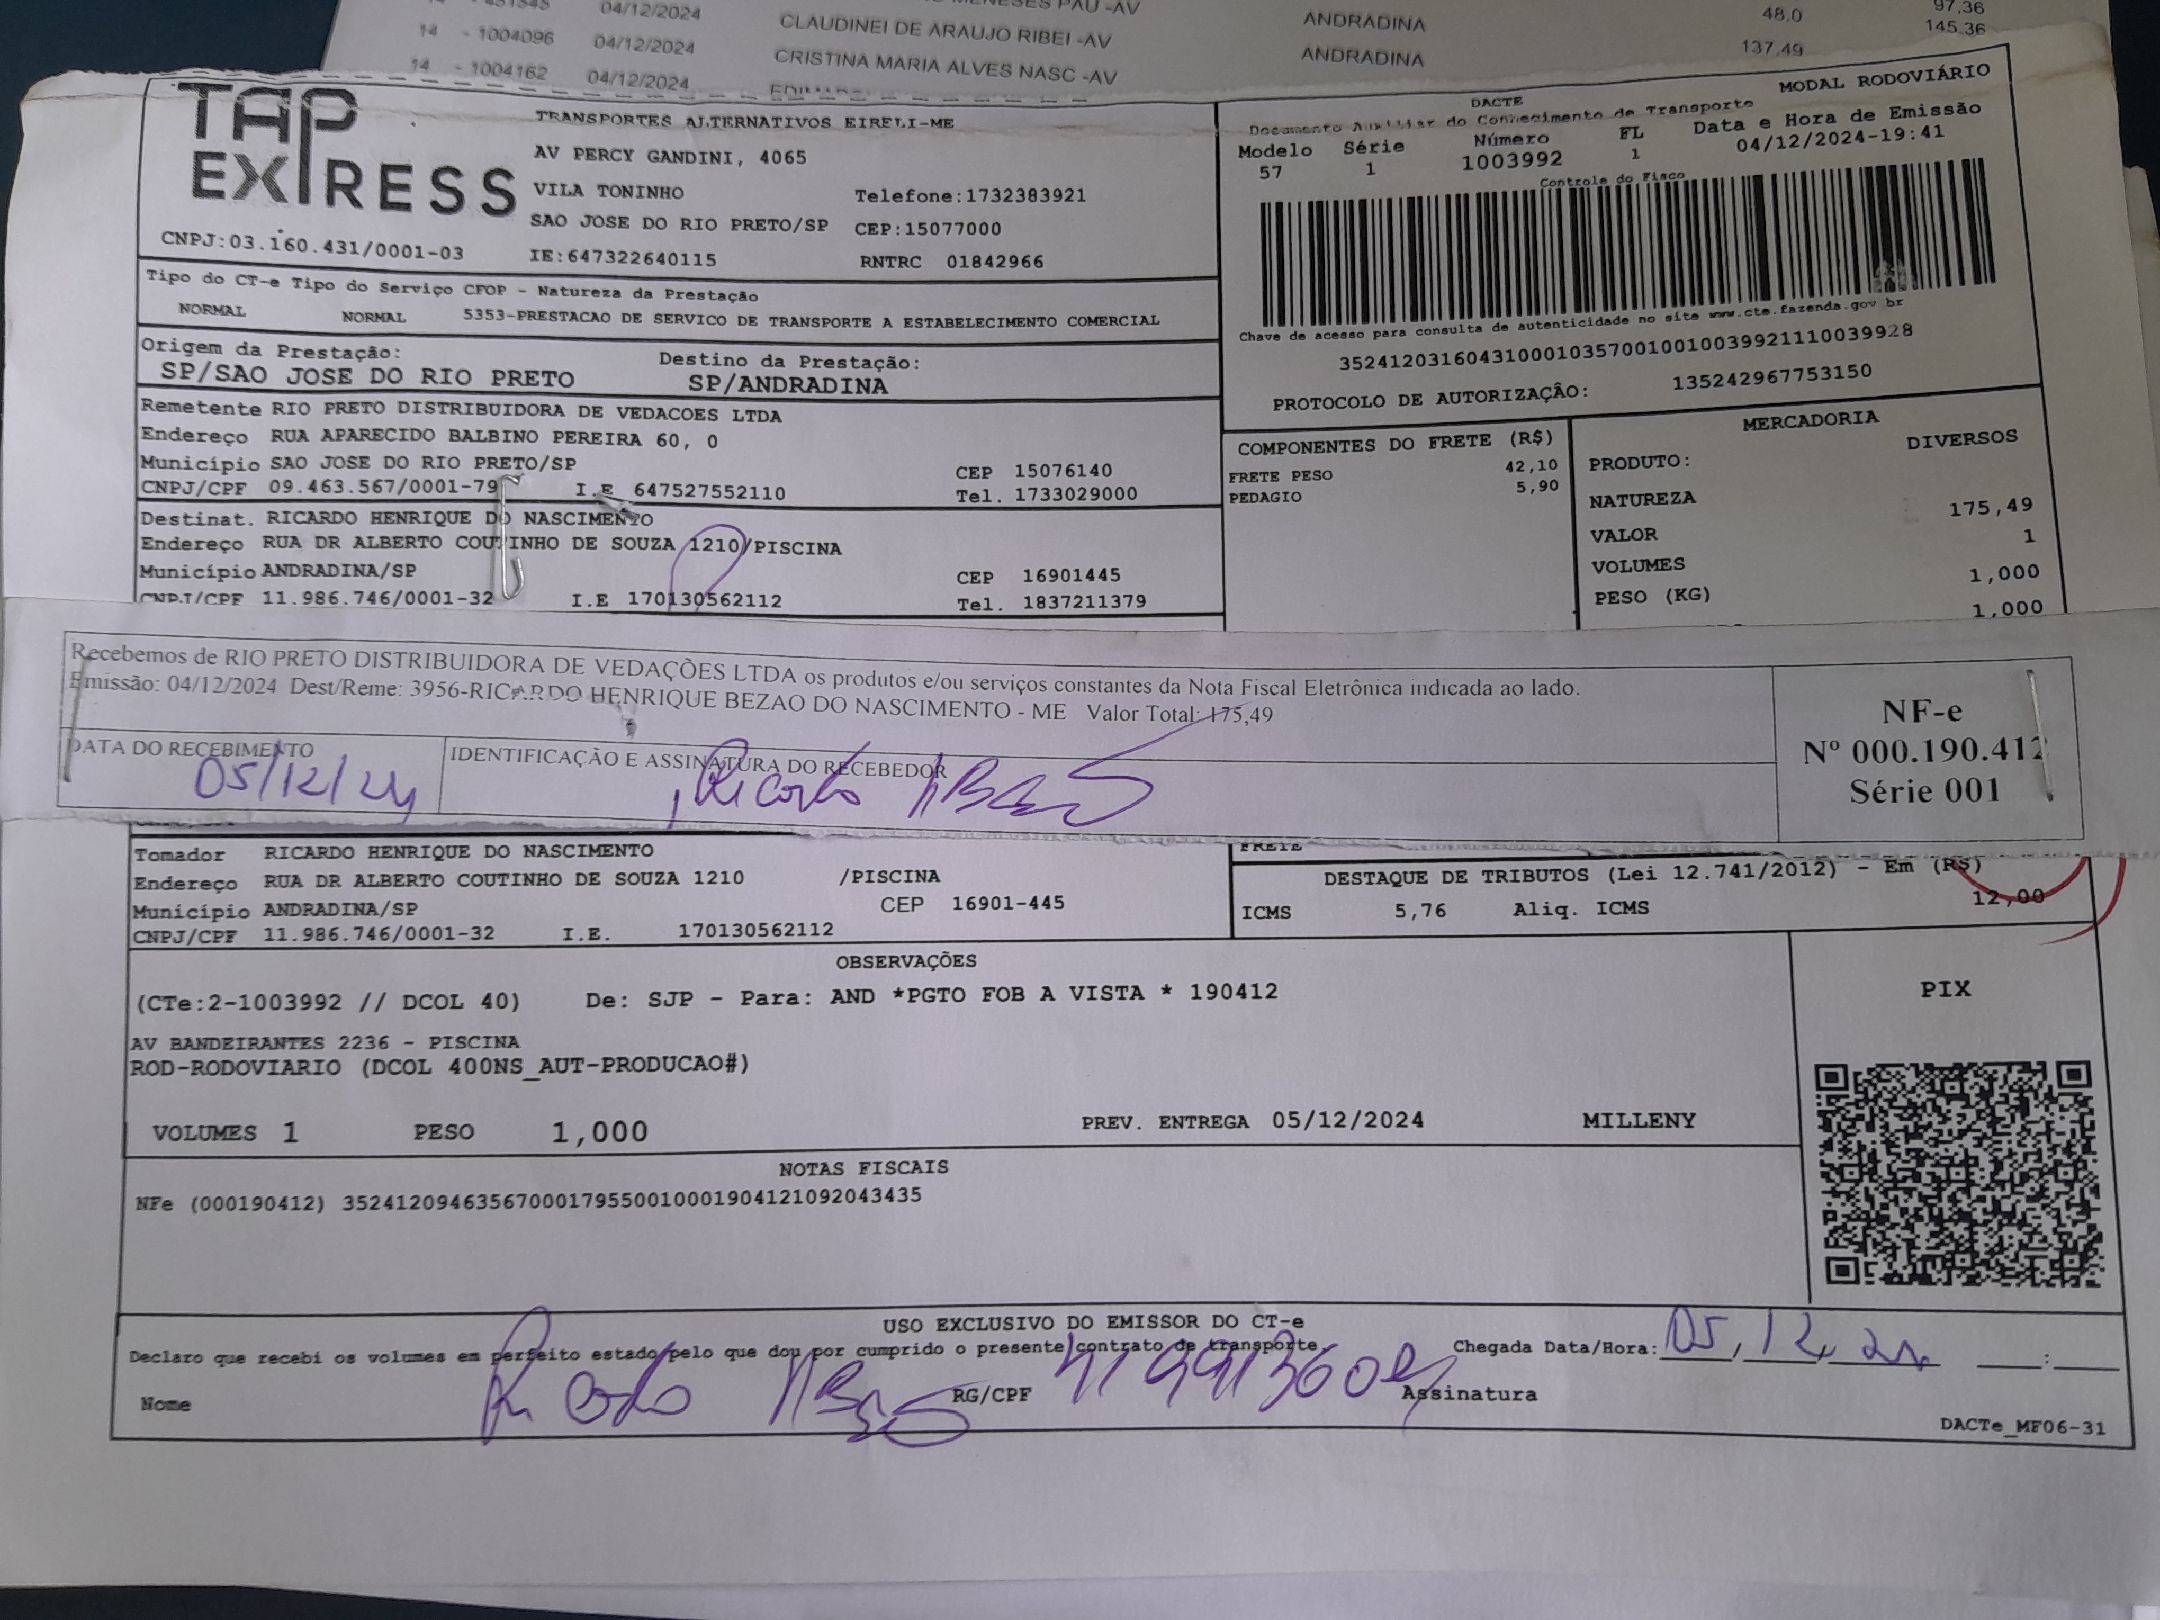 MENESES PAU -AV
48,0
97,36
14 - 451545 04/12/2024 CLAUDINEI DE ARAUJO RIBEI -AV ANDRADINA
137,49 145,36
14 - 1004096 04/12/2024 CRISTINA MARIA ALVES NASC -AV ANDRADINA
14 - 1004162 04/12/2024
TAP EXPRESS
TRANSPORTES ALTERNATIVOS EIRELI-ME
AV PERCY GANDINI, 4065
VILA TONINHO Telefone:1732383921
SAO JOSE DO RIO PRETO/SP CEP:15077000
CNPJ:03.160.431/0001-03 IE:647322640115 RNTRC 01842966
DACTE MODAL RODOVIÁRIO
Documento Auxiliar do Conhecimento de Transporte
Modelo Série Número FL Data e Hora de Emissão
57 1 1003992 1 04/12/2024-19:41
Controle do Fisco
Chave de acesso para consulta de autenticidade no site www.cte.fazenda.gov br
35241203160431000103570010010039921110039928
PROTOCOLO DE AUTORIZAÇÃO: 135242967753150
Tipo do CT-e Tipo do Serviço CFOP - Natureza da Prestação
NORMAL NORMAL 5353-PRESTACAO DE SERVICO DE TRANSPORTE A ESTABELECIMENTO COMERCIAL
Origem da Prestação: Destino da Prestação:
SP/SAO JOSE DO RIO PRETO SP/ANDRADINA
Remetente RIO PRETO DISTRIBUIDORA DE VEDACOES LTDA
Endereço RUA APARECIDO BALBINO PEREIRA 60, 0
Município SAO JOSE DO RIO PRETO/SP CEP 15076140
CNPJ/CPF 09.463.567/0001-79 I.E 647527552110 Tel. 1733029000
Destinat. RICARDO HENRIQUE DO NASCIMENTO
Endereço RUA DR ALBERTO COUTINHO DE SOUZA 1210/PISCINA
Município ANDRADINA/SP CEP 16901445
CNPJ/CPF 11.986.746/0001-32 I.E 170130562112 Tel. 1837211379
COMPONENTES DO FRETE (R$)
FRETE PESO 42,10
PEDAGIO 5,90
MERCADORIA
PRODUTO: DIVERSOS
NATUREZA
VALOR 175,49
VOLUMES 1
PESO (KG) 1,000
1,000
Recebemos de RIO PRETO DISTRIBUIDORA DE VEDAÇÕES LTDA os produtos e/ou serviços constantes da Nota Fiscal Eletrônica indicada ao lado.
Emissão: 04/12/2024 Dest/Reme: 3956-RICARDO HENRIQUE BEZAO DO NASCIMENTO - ME Valor Total: 175,49
DATA DO RECEBIMENTO IDENTIFICAÇÃO E ASSINATURA DO RECEBEDOR
05/12/24
NF-e
Nº 000.190.412
Série 001
Tomador RICARDO HENRIQUE DO NASCIMENTO
Endereço RUA DR ALBERTO COUTINHO DE SOUZA 1210 /PISCINA
Município ANDRADINA/SP CEP 16901-445
CNPJ/CPF 11.986.746/0001-32 I.E. 170130562112
FRETE
DESTAQUE DE TRIBUTOS (Lei 12.741/2012) - Em (R$)
ICMS 5,76 Aliq. ICMS 12,00
OBSERVAÇÕES
(CTe:2-1003992 // DCOL 40) De: SJP - Para: AND *PGTO FOB A VISTA * 190412
AV BANDEIRANTES 2236 - PISCINA
ROD-RODOVIARIO (DCOL 400NS_AUT-PRODUCAO#)
VOLUMES 1 PESO 1,000 PREV. ENTREGA 05/12/2024 MILLENY
PIX
NOTAS FISCAIS
NFe (000190412) 35241209463567000179550010001904121092043435
USO EXCLUSIVO DO EMISSOR DO CT-e
Declaro que recebi os volumes em perfeito estado pelo que dou por cumprido o presente contrato de transporte. Chegada Data/Hora: 05, 12, 24 :
Nome RG/CPF Assinatura
DACTe_MF06-31